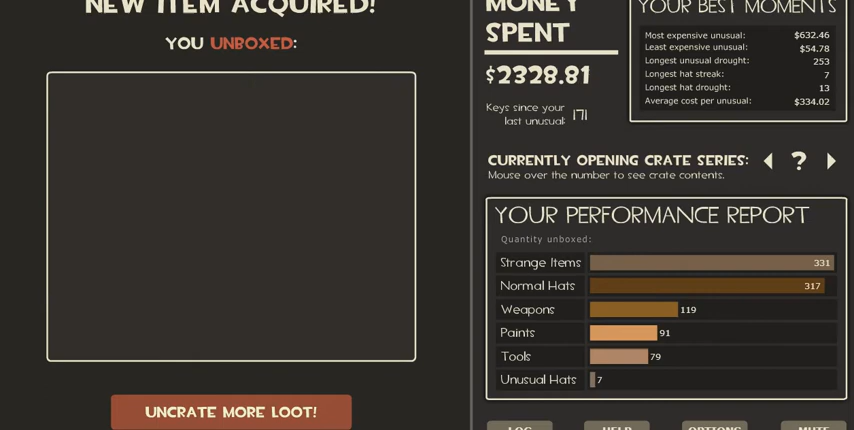 NEW ITEM ACQUIRED!
YOU UNBOXED:
UNCRATE MORE LOOT!
MONEY
SPENT
$2328.81
Keys since your
last unusual: 171
YOUR BEST MOMENTS
Most expensive unusual: $632.46
Least expensive unusual: $54.78
Longest unusual drought: 253
Longest hat streak: 7
Longest hat drought: 13
Average cost per unusual: $334.02
CURRENTLY OPENING CRATE SERIES: ?
Mouse over the number to see crate contents.
YOUR PERFORMANCE REPORT
Quantity unboxed:
Strange Items 331
Normal Hats 317
Weapons 119
Paints 91
Tools 79
Unusual Hats 7
LOG HELP OPTIONS MUTE